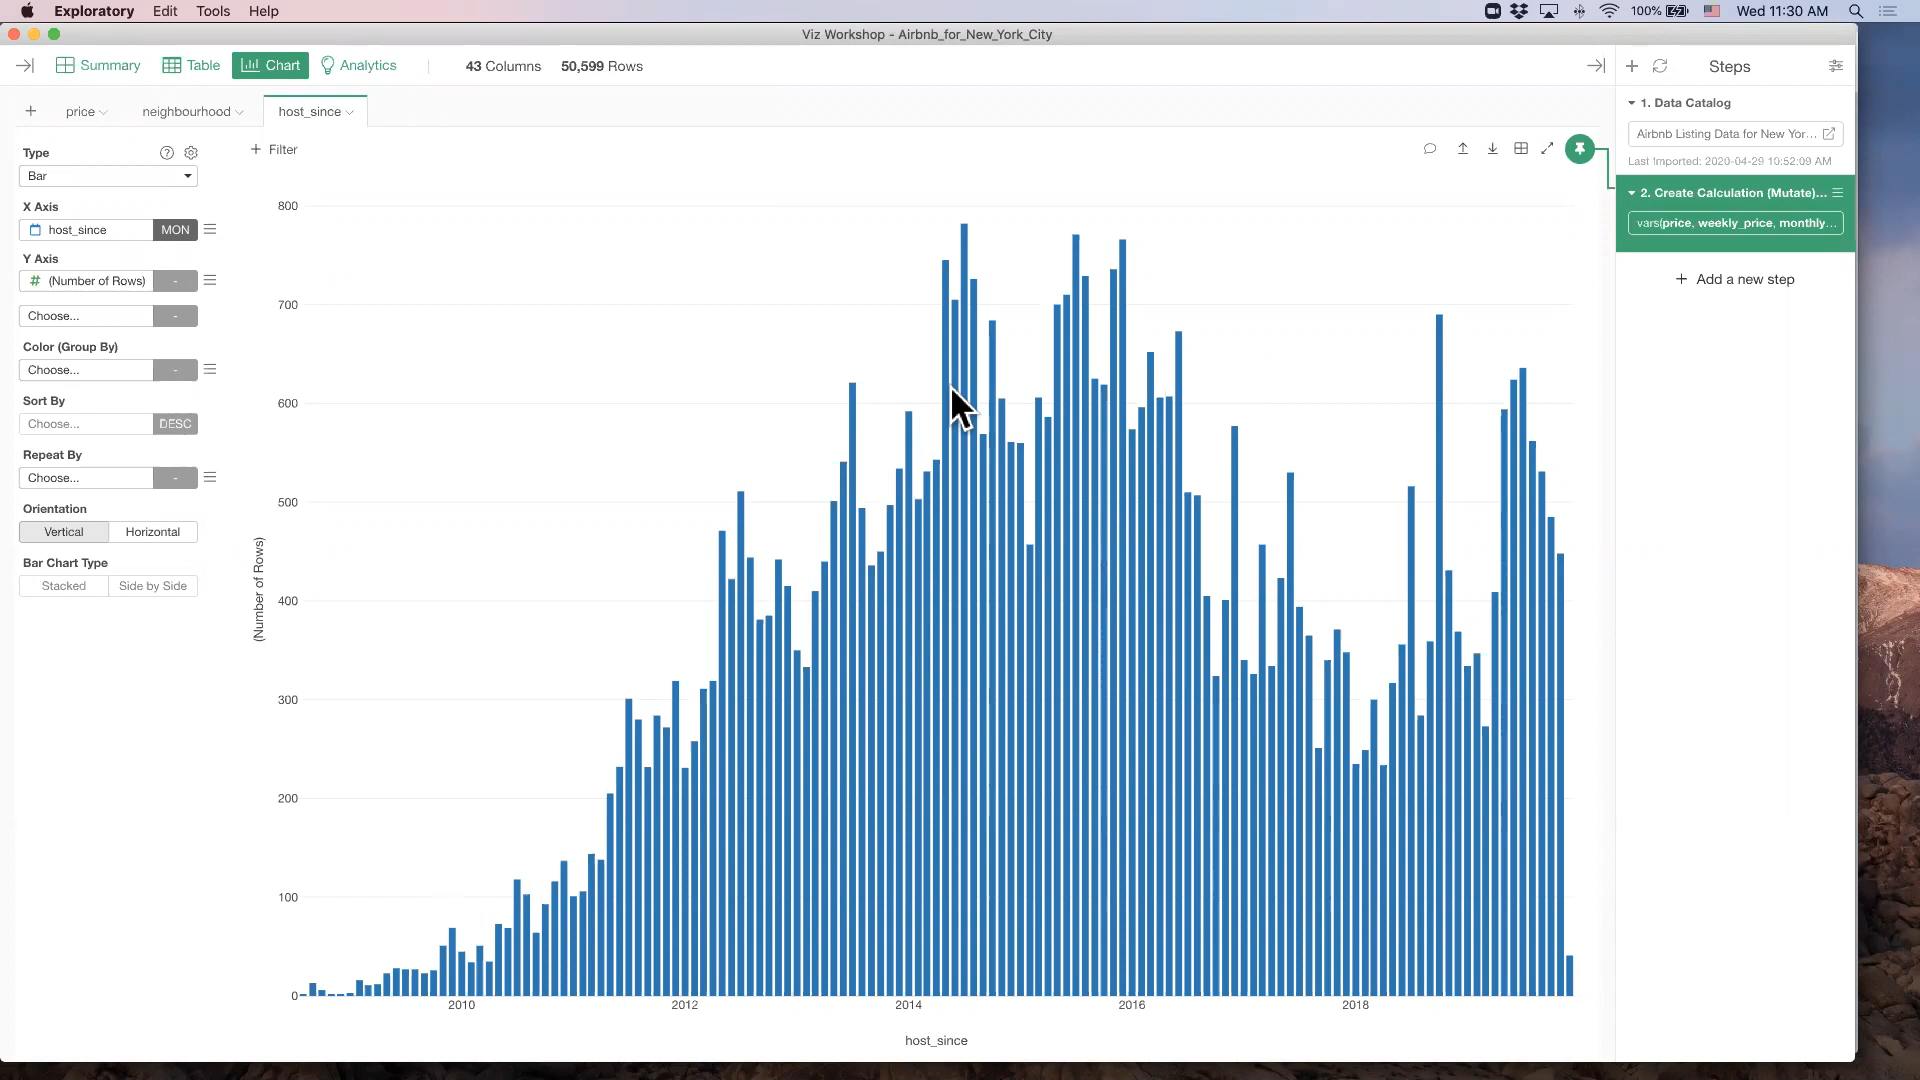 Exploratory Edit Tools Help 100% Wed 11:30 AM
Viz Workshop - Airbnb_for_New_York_City
Summary Table Chart Analytics 43 Columns 50,599 Rows Steps
price neighbourhood host_since
1. Data Catalog
Airbnb Listing Data for New Yor...
Last Imported: 2020-04-29 10:52:09 AM
2. Create Calculation (Mutate)...
vars(price, weekly_price, monthly...
+ Add a new step
Type
Bar
X Axis
host_since MON
Y Axis
# (Number of Rows) -
Choose... -
Color (Group By)
Choose... -
Sort By
Choose... DESC
Repeat By
Choose... -
Orientation
Vertical Horizontal
Bar Chart Type
Stacked Side by Side
+ Filter
800
700
600
500
400
300
200
100
0
(Number of Rows)
2010 2012 2014 2016 2018
host_since